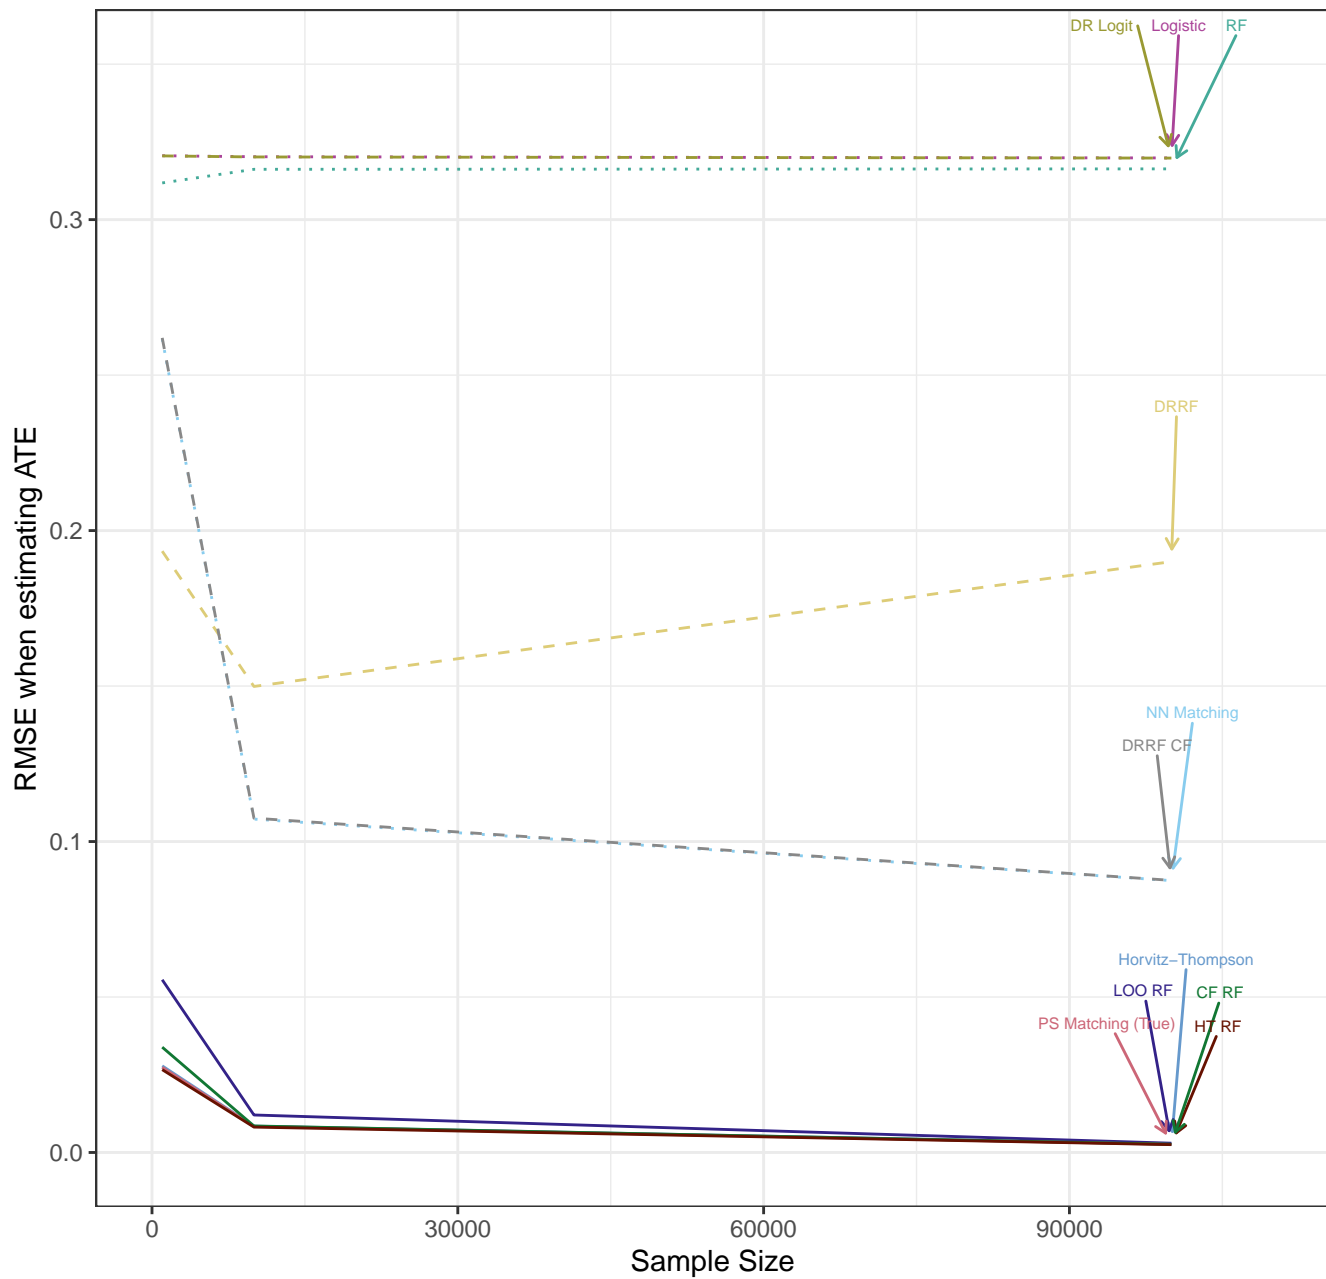 DR Logit
Logistic
RF
0.3
DRRF
0.2
NN Matching
DRRF CF
0.1
Horvitz−Thompson
LOO RF
CF RF
PS Matching (True)
HT RF
0.0
0
30000
60000
90000
Sample Size
RMSE when estimating ATE